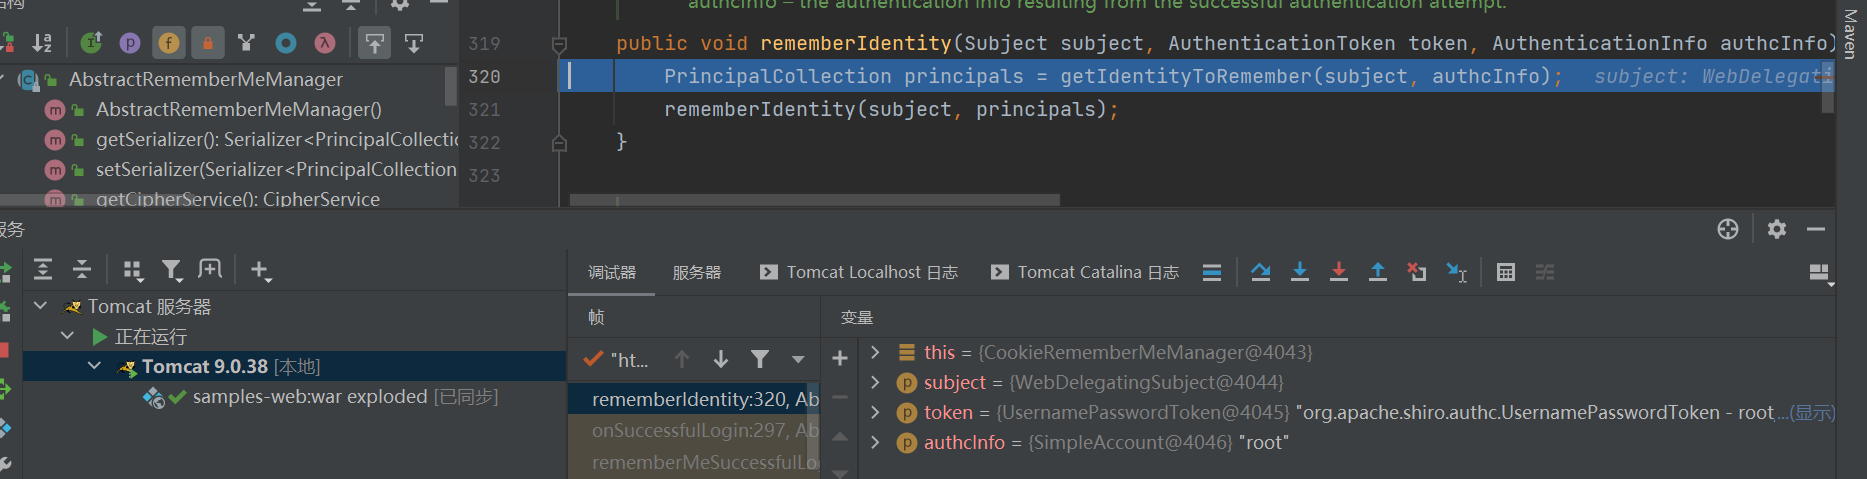 结构
authcInfo – the authentication info resulting from the successful authentication attempt.
319 public void rememberIdentity(Subject subject, AuthenticationToken token, AuthenticationInfo authcInfo)
AbstractRememberMeManager
320 PrincipalCollection principals = getIdentityToRemember(subject, authcInfo); subject: WebDelegati
AbstractRememberMeManager()
321 rememberIdentity(subject, principals);
getSerializer(): Serializer<PrincipalCollectio
322 }
setSerializer(Serializer<PrincipalCollection
323
getCipherService(): CipherService
Maven
服务
调试器 服务器 Tomcat Localhost 日志 Tomcat Catalina 日志
Tomcat 服务器
正在运行
Tomcat 9.0.38 [本地]
samples-web:war exploded [已同步]
帧
变量
"ht...
rememberIdentity:320, Ab
onSuccessfulLogin:297, Ab
rememberMeSuccessfulLo
this = {CookieRememberMeManager@4043}
subject = {WebDelegatingSubject@4044}
token = {UsernamePasswordToken@4045} "org.apache.shiro.authc.UsernamePasswordToken - root,...(显示)
authcInfo = {SimpleAccount@4046} "root"